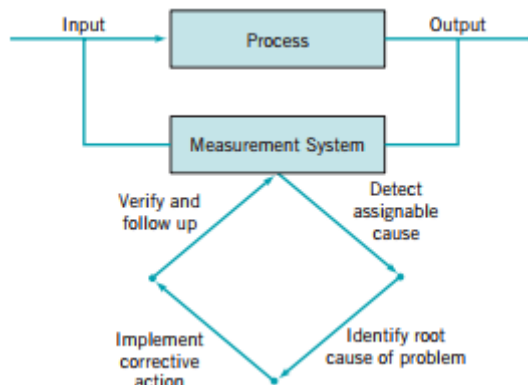 Input
Process
Output
Measurement System
Verify and
follow up
Detect
assignable
cause
Implement
corrective
action
Identify root
cause of problem